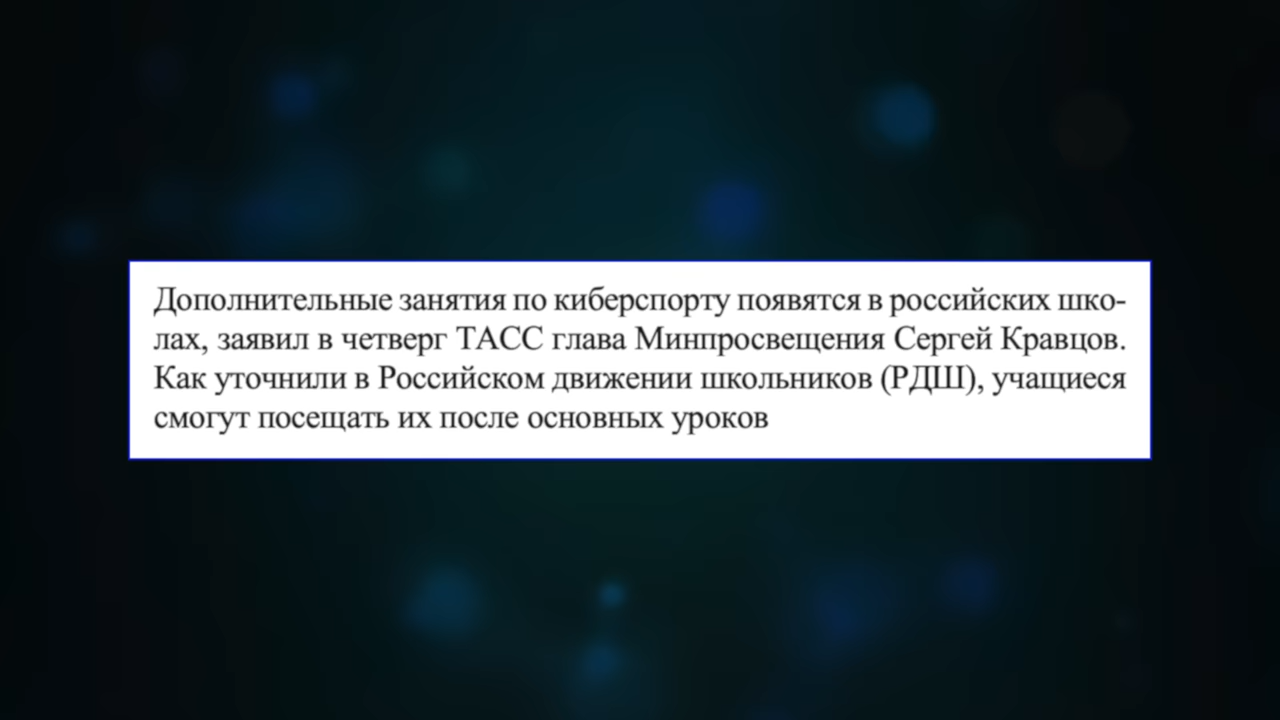 Дополнительные занятия по киберспорту появятся в российских шко-
лах, заявил в четверг ТАСС глава Минпросвещения Сергей Кравцов.
Как уточнили в Российском движении школьников (РДШ), учащиеся
смогут посещать их после основных уроков